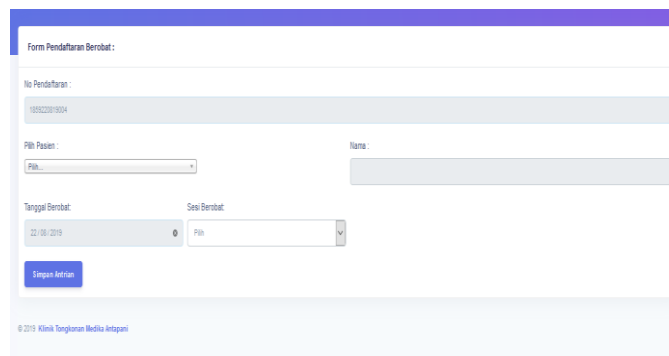 Form Pendaftaran Berobat :
No Pendaftaran :
1859220819004
Pilih Pasien :
Nama :
Pilih...
Tanggal Berobat:
Sesi Berobat:
22/08/2019
Pilih
Simpan Antrian
© 2019 Klinik Tongkonan Medika Antapani